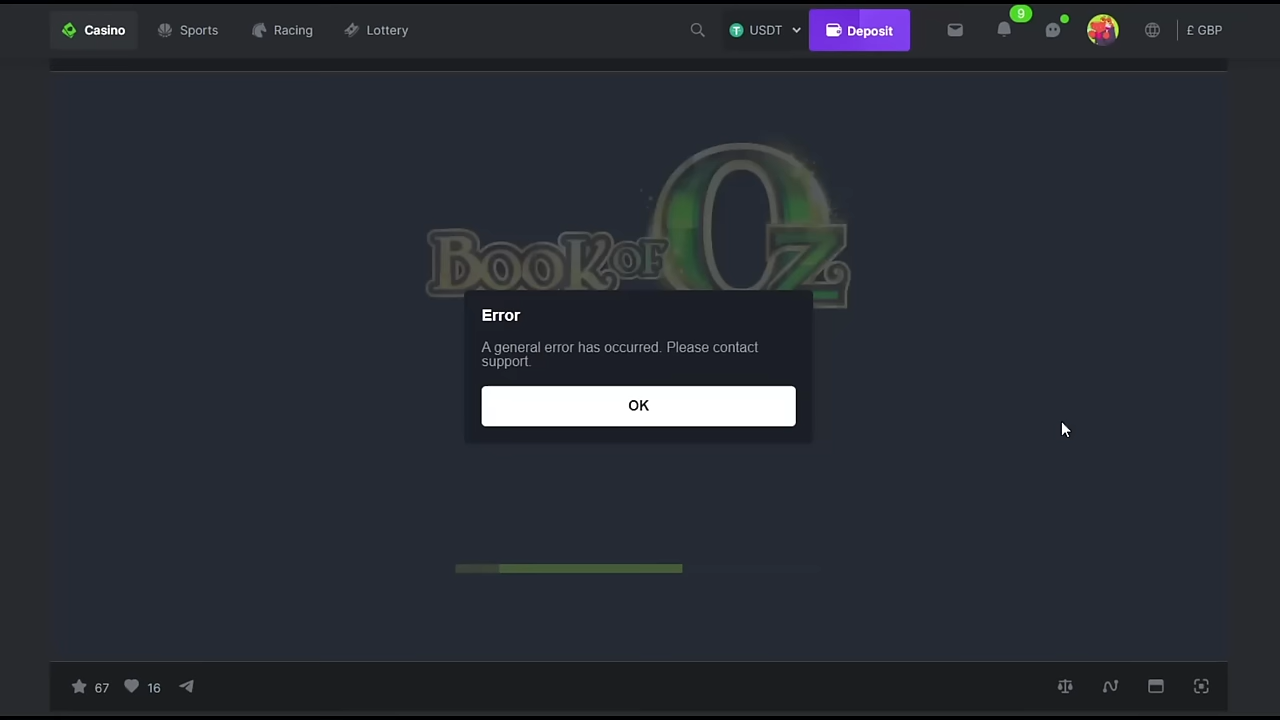 Casino Sports Racing Lottery USDT Deposit 9 £ GBP
BOOK OF OZ
Error
A general error has occurred. Please contact
support.
OK
67 16